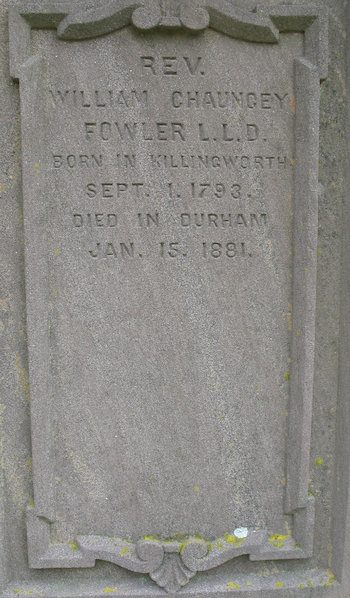 REV.
WILLIAM CHAUNCEY
FOWLER L.L.D.
BORN IN KILLINGWORTH
SEPT. 1. 1793.
DIED IN DURHAM
JAN. 15. 1881.